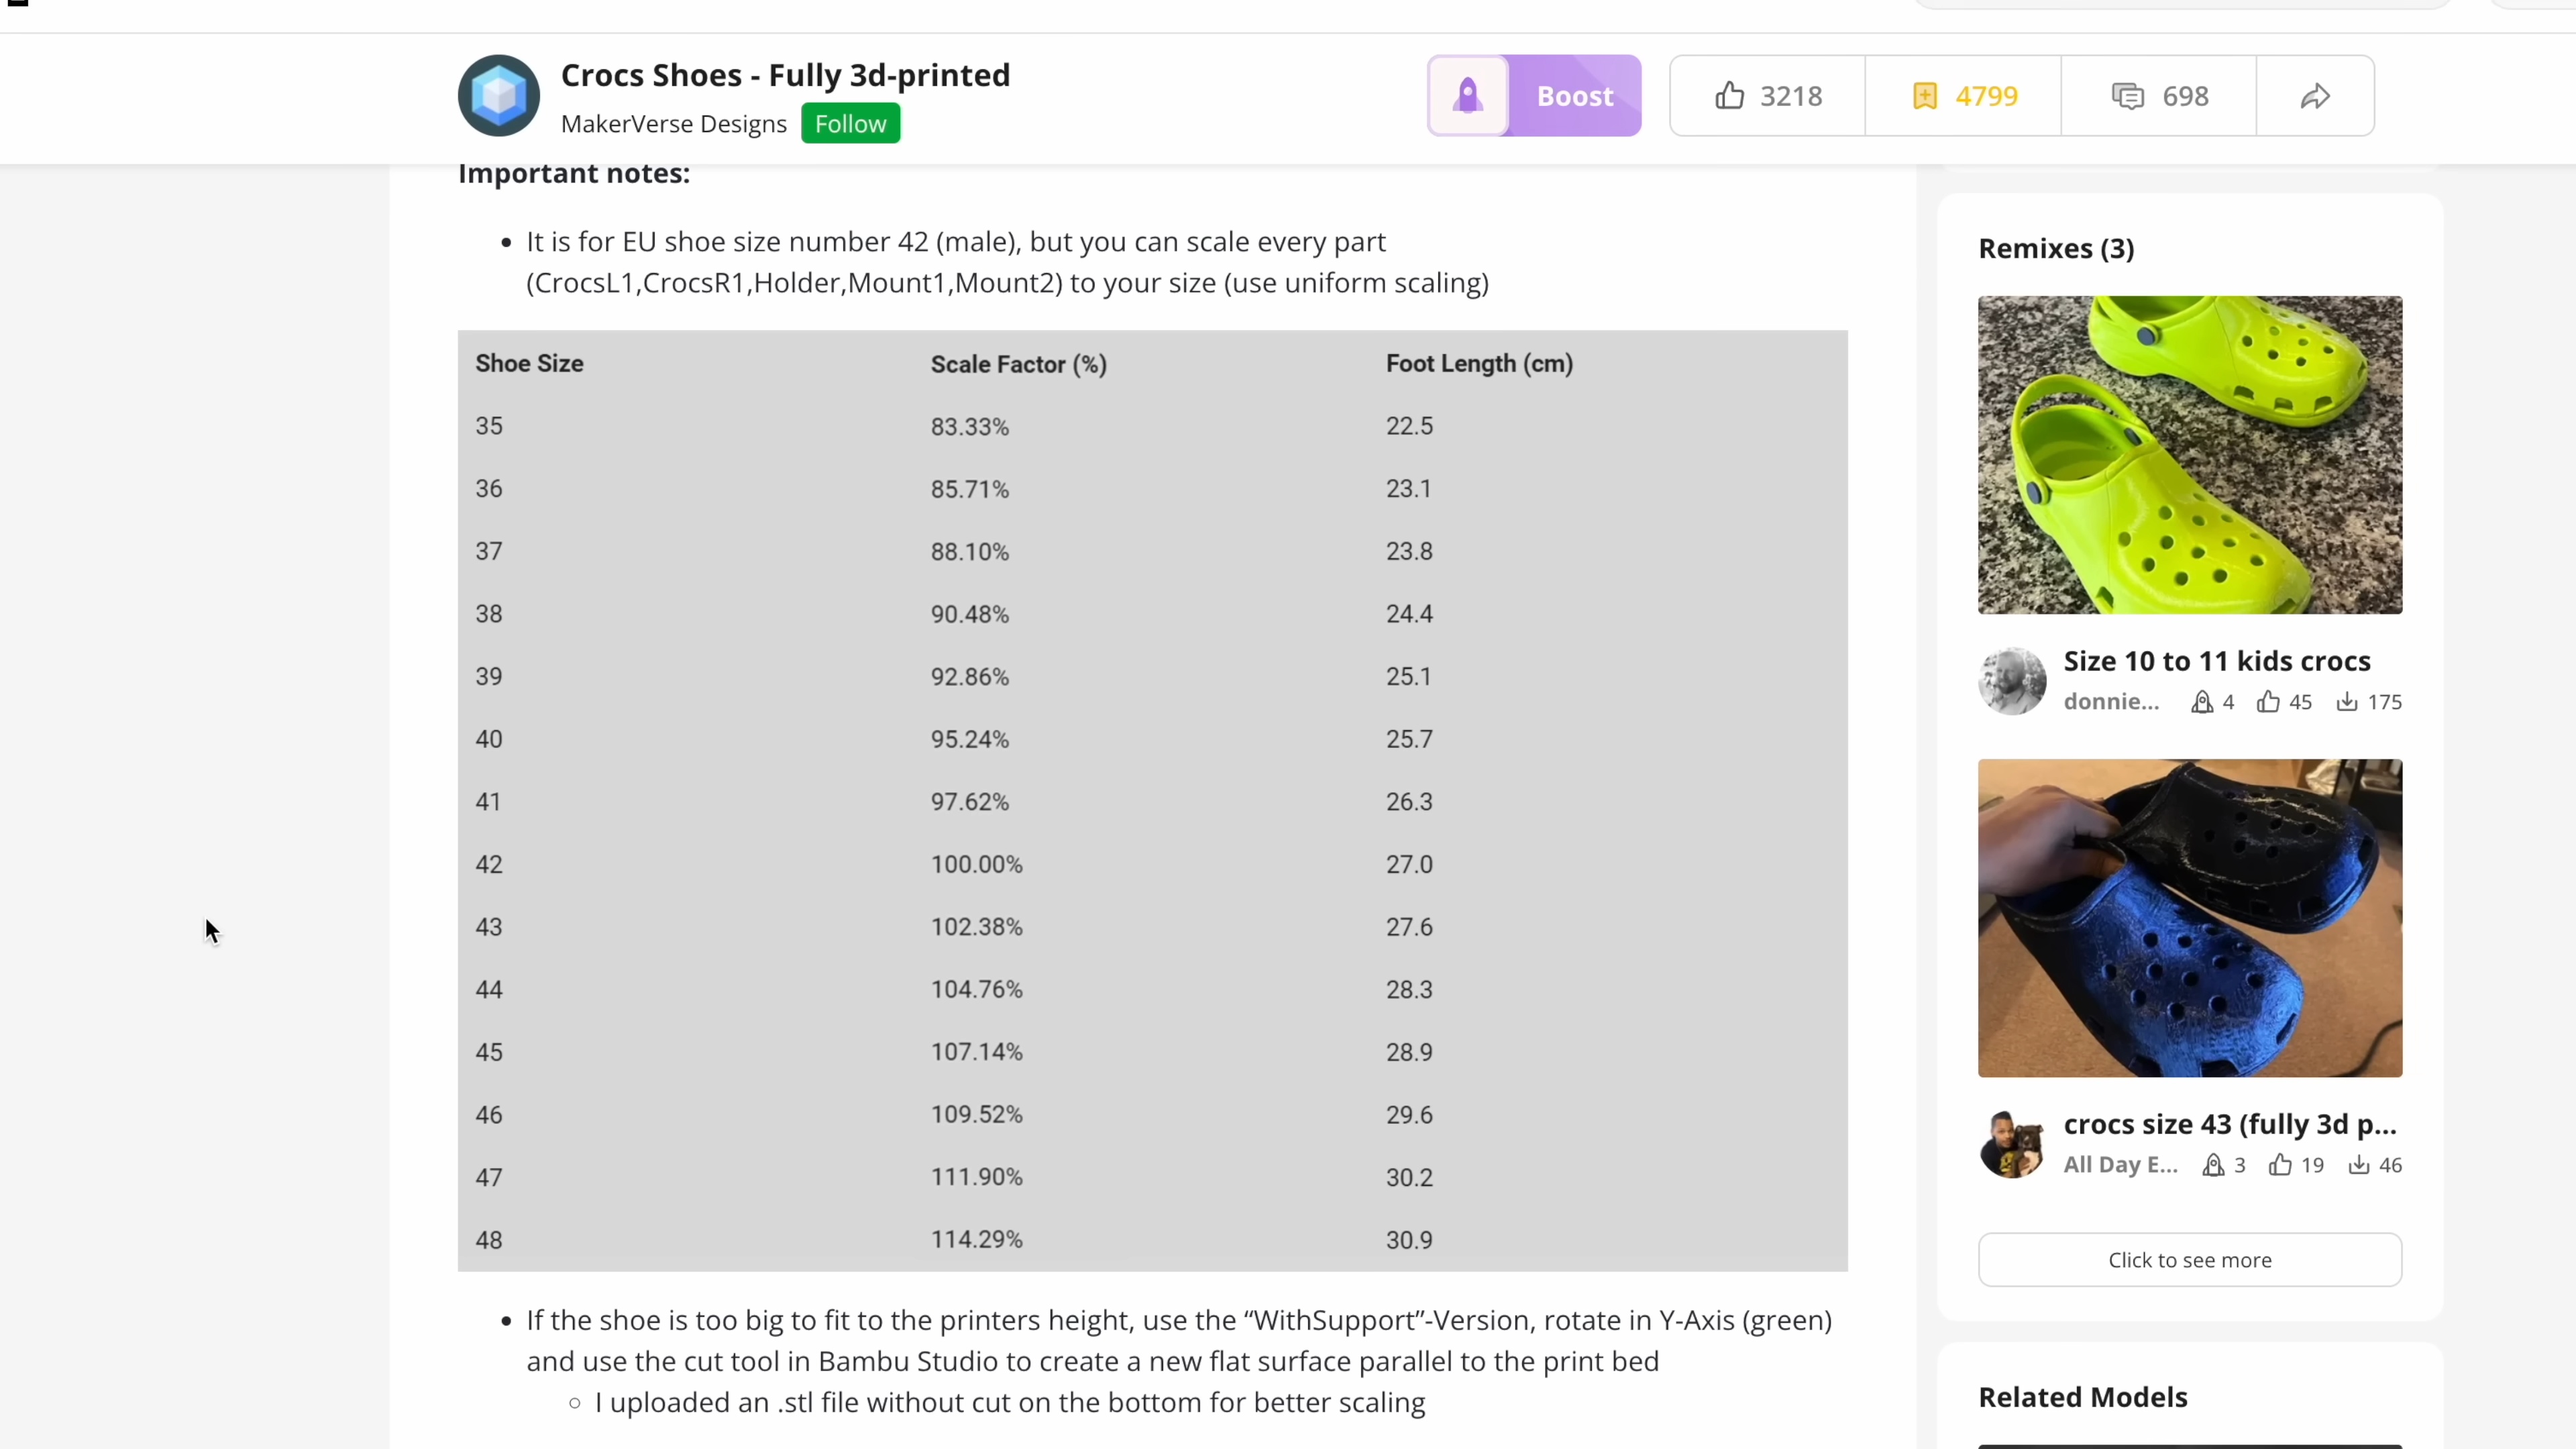 Crocs Shoes - Fully 3d-printed
MakerVerse Designs Follow
Boost
3218
4799
698
Important notes:
It is for EU shoe size number 42 (male), but you can scale every part
(CrocsL1,CrocsR1,Holder,Mount1,Mount2) to your size (use uniform scaling)
Shoe Size Scale Factor (%) Foot Length (cm)
35 83.33% 22.5
36 85.71% 23.1
37 88.10% 23.8
38 90.48% 24.4
39 92.86% 25.1
40 95.24% 25.7
41 97.62% 26.3
42 100.00% 27.0
43 102.38% 27.6
44 104.76% 28.3
45 107.14% 28.9
46 109.52% 29.6
47 111.90% 30.2
48 114.29% 30.9
If the shoe is too big to fit to the printers height, use the “WithSupport”-Version, rotate in Y-Axis (green)
and use the cut tool in Bambu Studio to create a new flat surface parallel to the print bed
I uploaded an .stl file without cut on the bottom for better scaling
Remixes (3)
Size 10 to 11 kids crocs
donnie... 4 45 175
crocs size 43 (fully 3d p...
All Day E... 3 19 46
Click to see more
Related Models